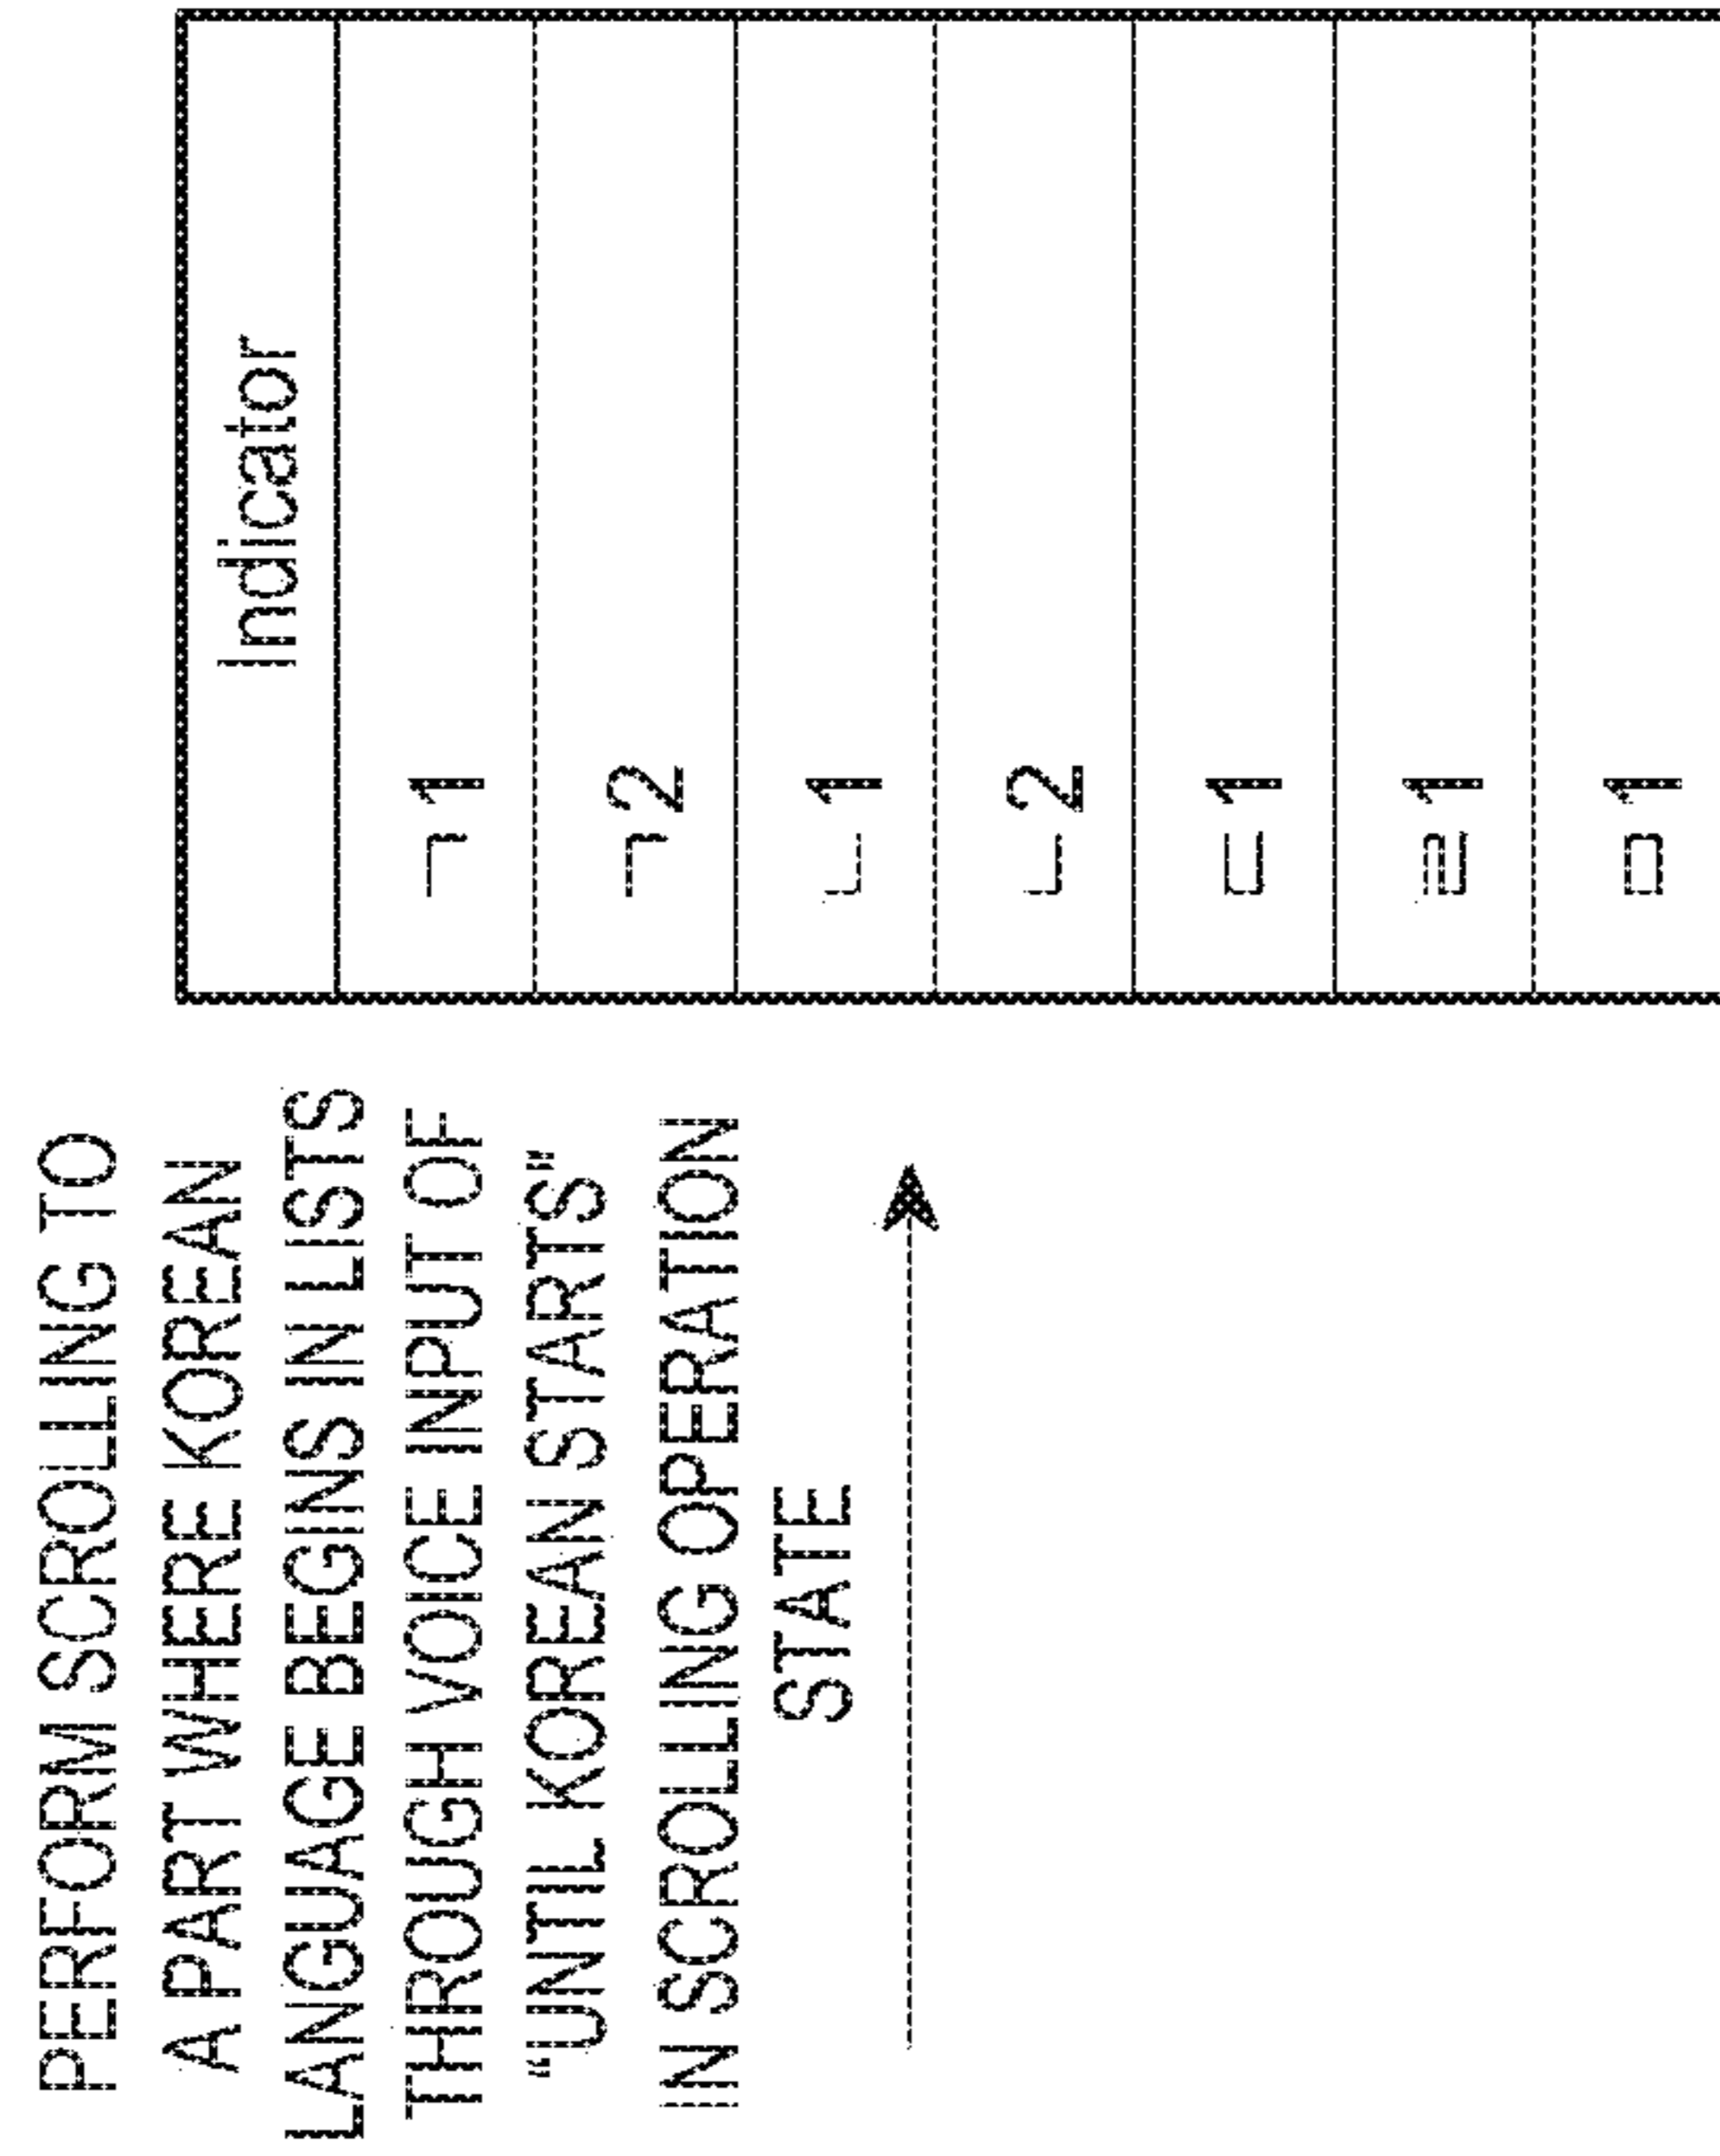 PERFORM SCROLLING TO
A PART WHERE KOREAN
LANGUAGE BEGINS IN LISTS
THROUGH VOICE INPUT OF
“UNTIL KOREAN STARTS”
IN SCROLLING OPERATION
STATE
Indicator
ㄱ1
ㄱ2
ㄴ1
ㄴ2
ㄷ1
ㄹ1
ㅁ1